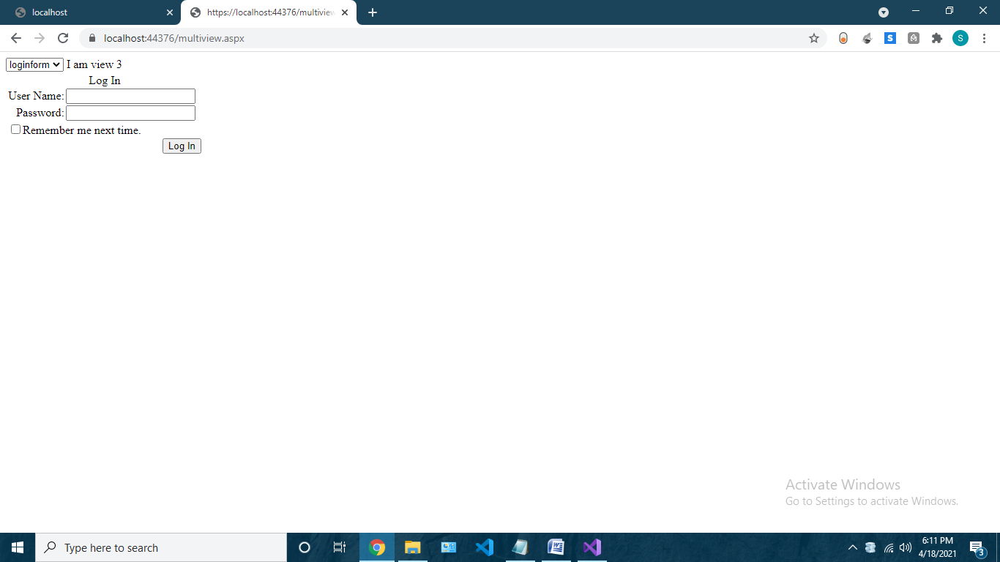 localhost
https://localhost:44376/multiview
localhost:44376/multiview.aspx
S
S
loginform I am view 3
Log In
User Name:
Password:
Remember me next time.
Log In
Activate Windows
Go to Settings to activate Windows.
Type here to search
6:11 PM
4/18/2021
3